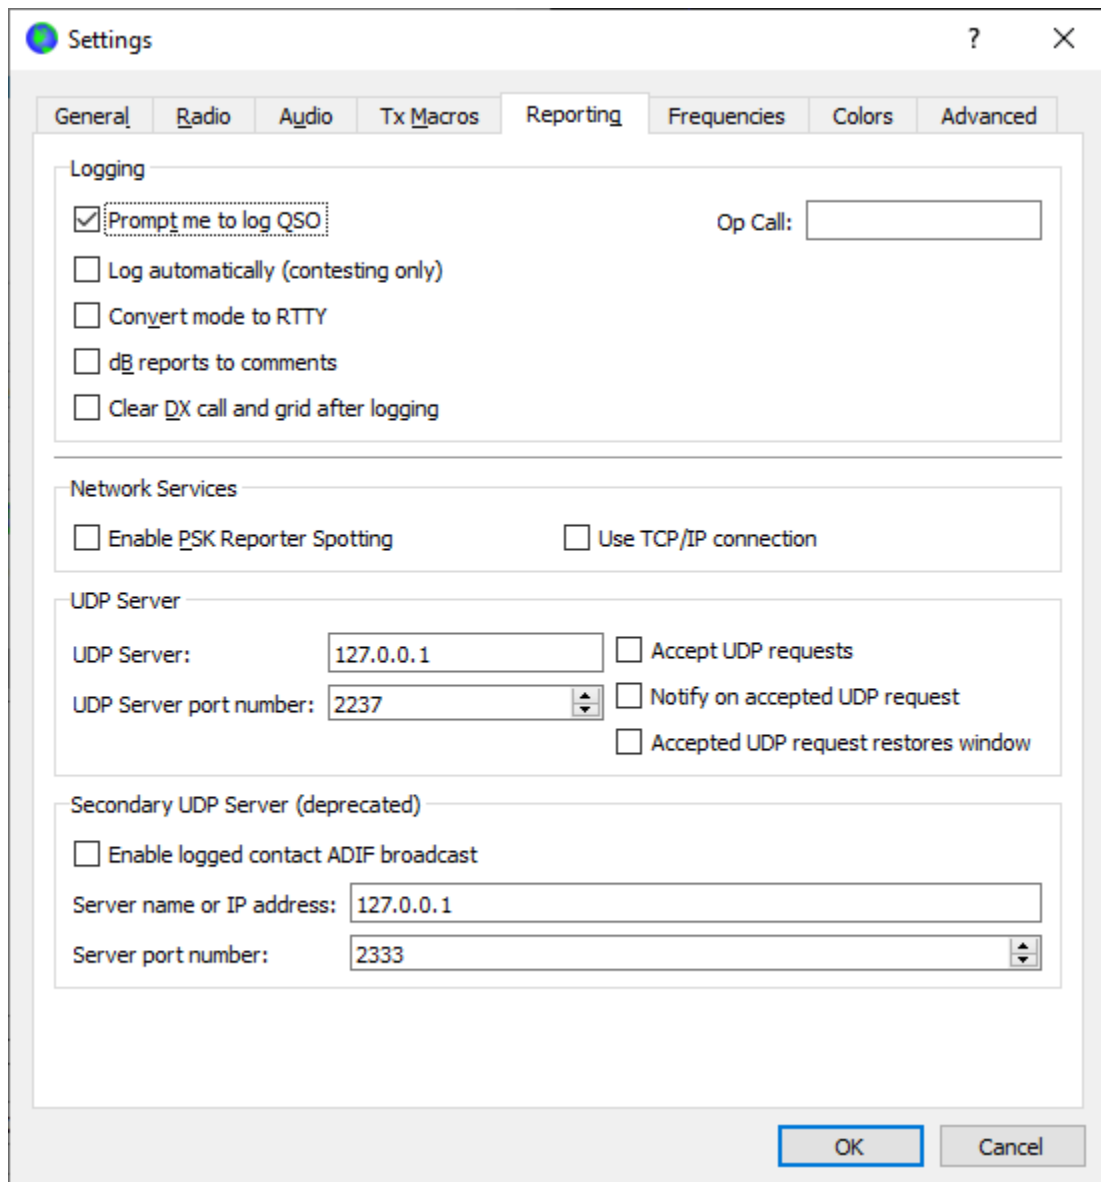 Settings ?
General Radio Audio Tx Macros Reporting Frequencies Colors Advanced
Logging
Prompt me to log QSO Op Call:
Log automatically (contesting only)
Convert mode to RTTY
dB reports to comments
Clear DX call and grid after logging
Network Services
Enable PSK Reporter Spotting Use TCP/IP connection
UDP Server
UDP Server: 127.0.0.1 Accept UDP requests
UDP Server port number: 2237 Notify on accepted UDP request
Accepted UDP request restores window
Secondary UDP Server (deprecated)
Enable logged contact ADIF broadcast
Server name or IP address: 127.0.0.1
Server port number: 2333
OK Cancel